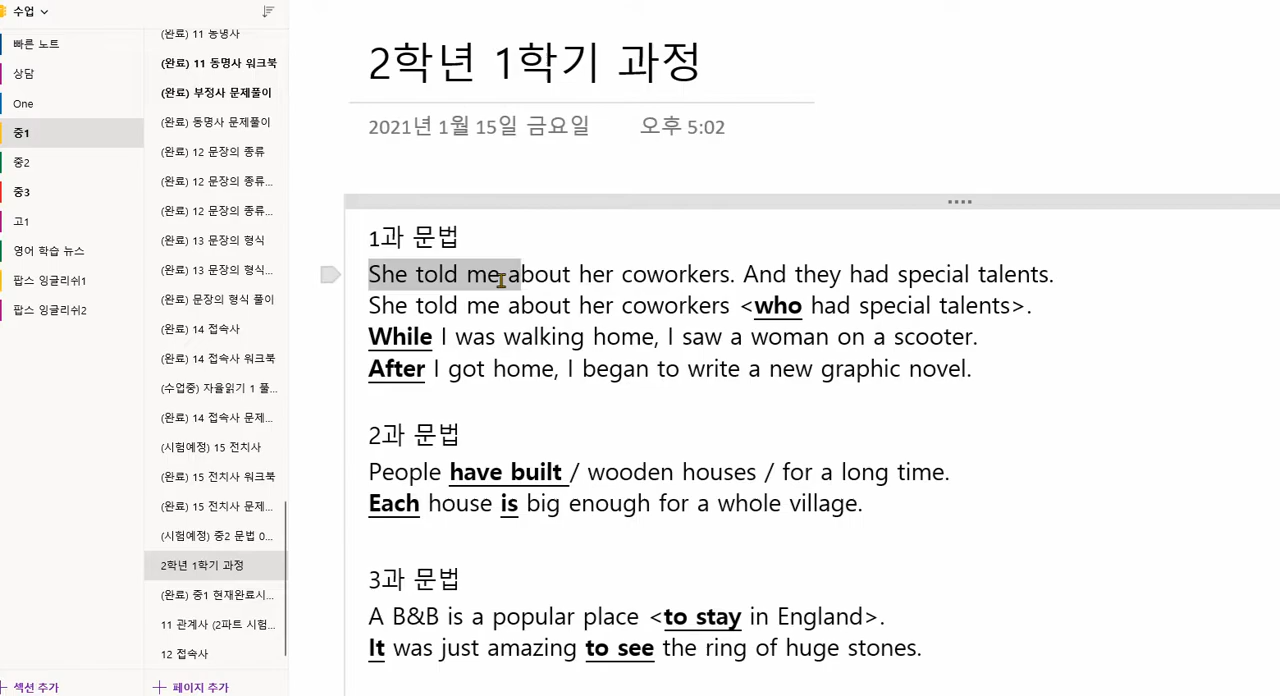 수업
빠른 노트
상담
One
중1
중2
중3
고1
영어 학습 뉴스
팝스 잉글리쉬1
팝스 잉글리쉬2
+ 섹션 추가
(완료) 11 동명사
(완료) 11 동명사 워크북
(완료) 부정사 문제풀이
(완료) 동명사 문제풀이
(완료) 12 문장의 종류
(완료) 12 문장의 종류...
(완료) 12 문장의 종류...
(완료) 13 문장의 형식
(완료) 13 문장의 형식...
(완료) 문장의 형식 풀이
(완료) 14 접속사
(완료) 14 접속사 워크북
(수업중) 자율읽기 1 풀...
(완료) 14 접속사 문제...
(시험예정) 15 전치사
(완료) 15 전치사 워크북
(완료) 15 전치사 문제...
(시험예정) 중2 문법 0...
2학년 1학기 과정
(완료) 중1 현재완료시...
11 관계사 (2파트 시험...
12 접속사
+ 페이지 추가
2학년 1학기 과정
2021년 1월 15일 금요일 오후 5:02
1과 문법
She told me about her coworkers. And they had special talents.
She told me about her coworkers <who had special talents>.
While I was walking home, I saw a woman on a scooter.
After I got home, I began to write a new graphic novel.
2과 문법
People have built / wooden houses / for a long time.
Each house is big enough for a whole village.
3과 문법
A B&B is a popular place <to stay in England>.
It was just amazing to see the ring of huge stones.